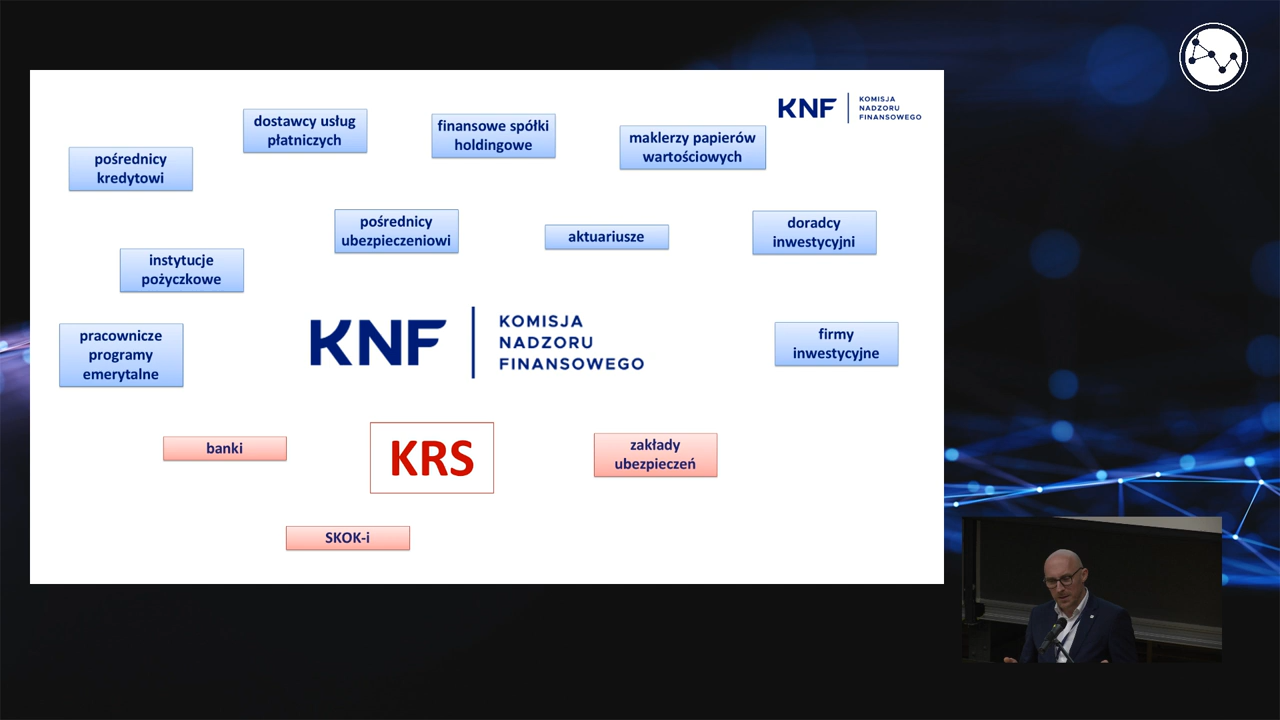 KNF
KOMISJA
NADZORU
FINANSOWEGO
dostawcy usług
płatniczych
finansowe spółki
holdingowe
maklerzy papierów
wartościowych
pośrednicy
kredytowi
pośrednicy
ubezpieczeniowi
aktuariusze
doradcy
inwestycyjni
instytucje
pożyczkowe
pracownicze
programy
emerytalne
KNF
KOMISJA
NADZORU
FINANSOWEGO
firmy
inwestycyjne
banki
KRS
zakłady
ubezpieczeń
SKOK-i